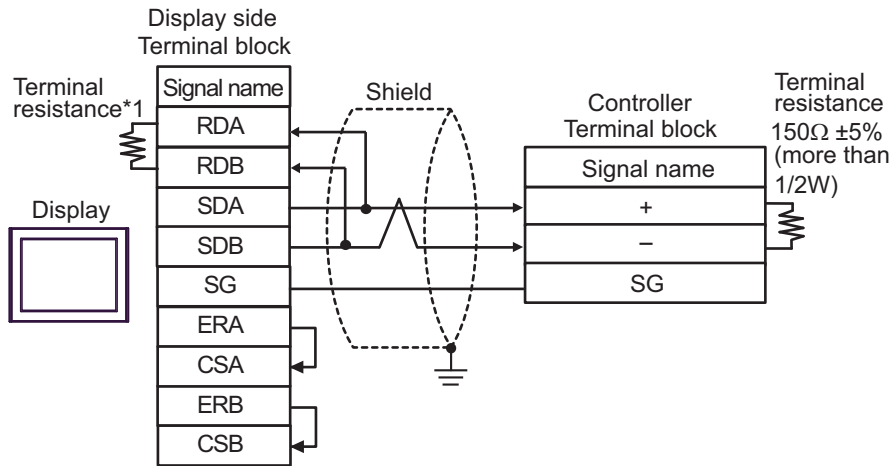 Display side
Terminal block
Terminal
resistance*1
Signal name
RDA
RDB
SDA
SDB
SG
ERA
CSA
ERB
CSB
Display
Shield
Controller
Terminal block
Signal name
+
−
SG
Terminal
resistance
150Ω ±5%
(more than
1/2W)